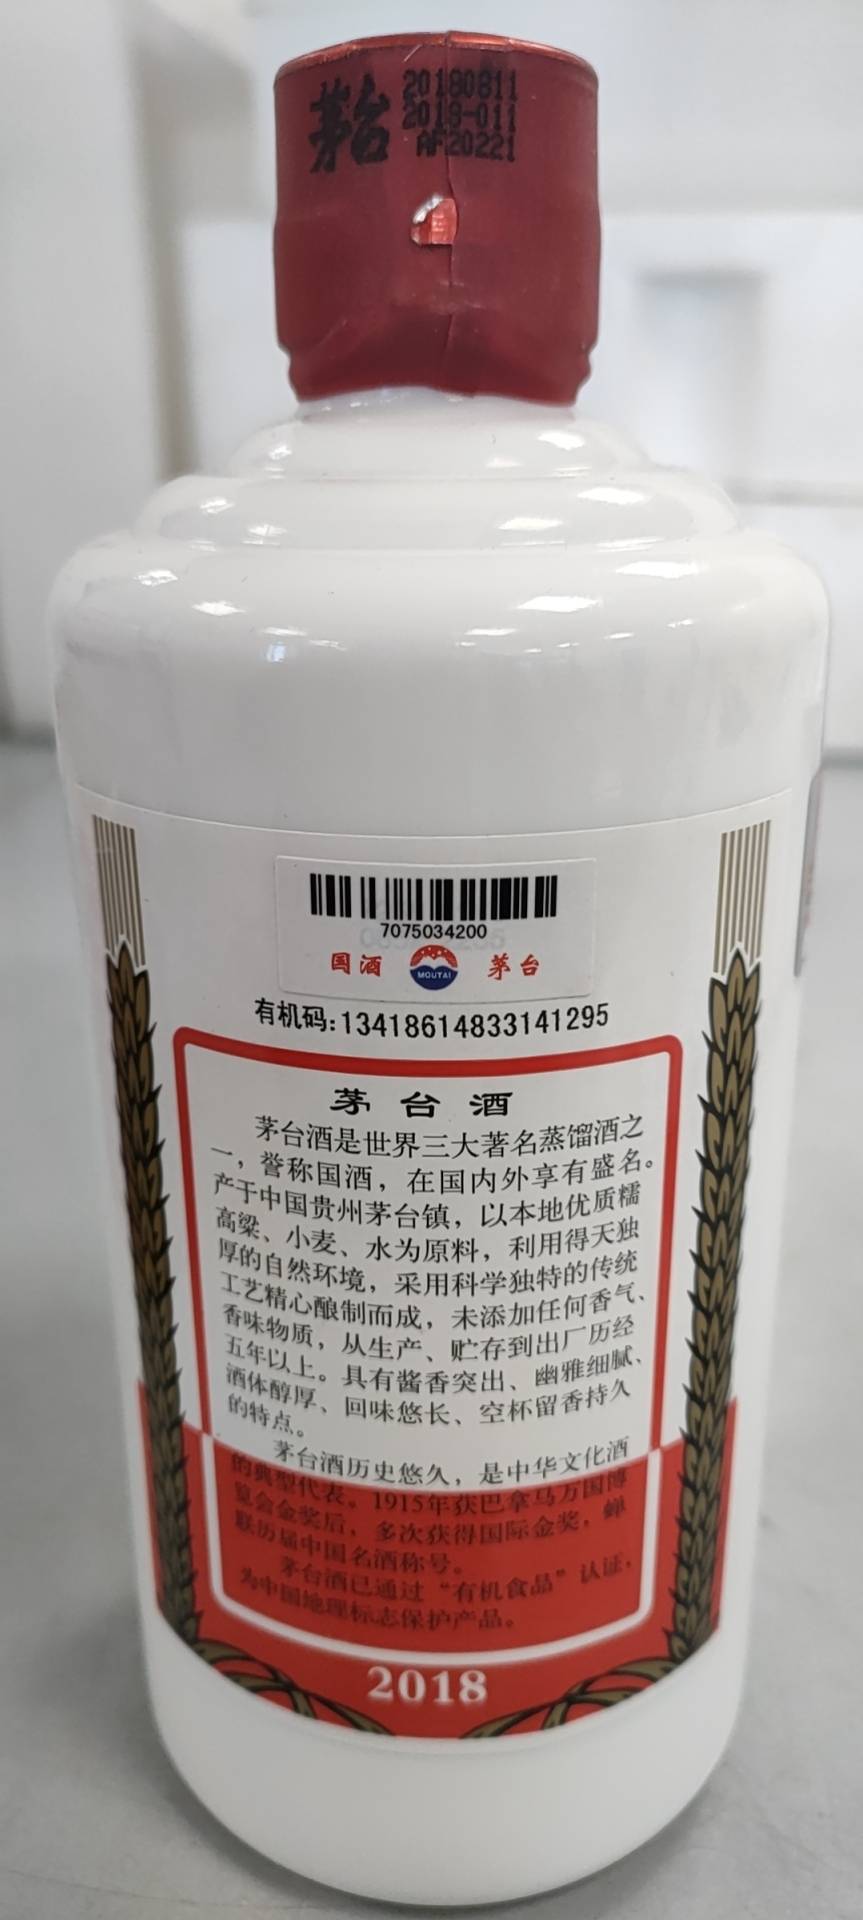 茅台
20180811
2018-011
AF20221
7075034200
国酒 MOUTAI 茅台
有机码:13418614833141295
茅台酒
茅台酒是世界三大著名蒸馏酒之
一，誉称国酒，在国内外享有盛名。
产于中国贵州茅台镇，以本地优质糯
高粱、小麦、水为原料，利用得天独
厚的自然环境，采用科学独特的传统
工艺精心酿制而成，未添加任何香气、
香味物质，从生产、贮存到出厂历经
五年以上。具有酱香突出、幽雅细腻、
酒体醇厚、回味悠长、空杯留香持久
的特点。
茅台酒历史悠久，是中华文化酒
的典型代表。1915年获巴拿马万国博
览会金奖后，多次获得国际金奖，蝉
联历届中国名酒称号。
茅台酒已通过“有机食品”认证，
为中国地理标志保护产品。
2018